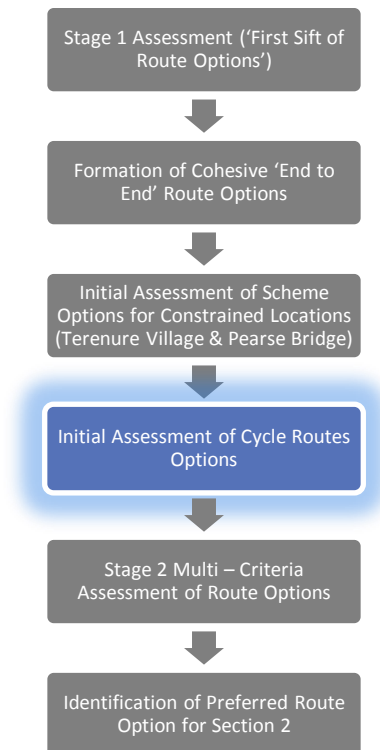 Stage 1 Assessment (‘First Sift of
Route Options’)
Formation of Cohesive ‘End to
End’ Route Options
Initial Assessment of Scheme
Options for Constrained Locations
(Terenure Village & Pearse Bridge)
Initial Assessment of Cycle Routes
Options
Stage 2 Multi – Criteria
Assessment of Route Options
Identification of Preferred Route
Option for Section 2